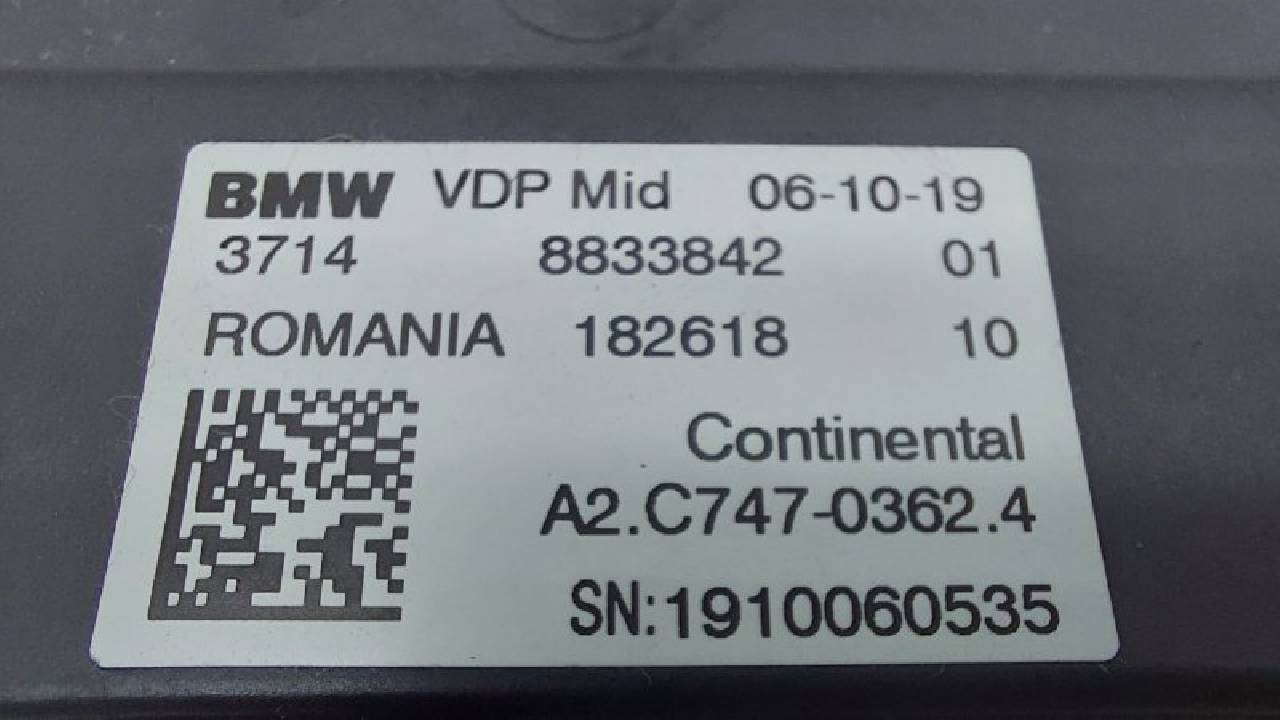 BMW VDP Mid 06-10-19
3714 8833842 01
ROMANIA 182618 10
Continental
A2.C747-0362.4
SN:1910060535